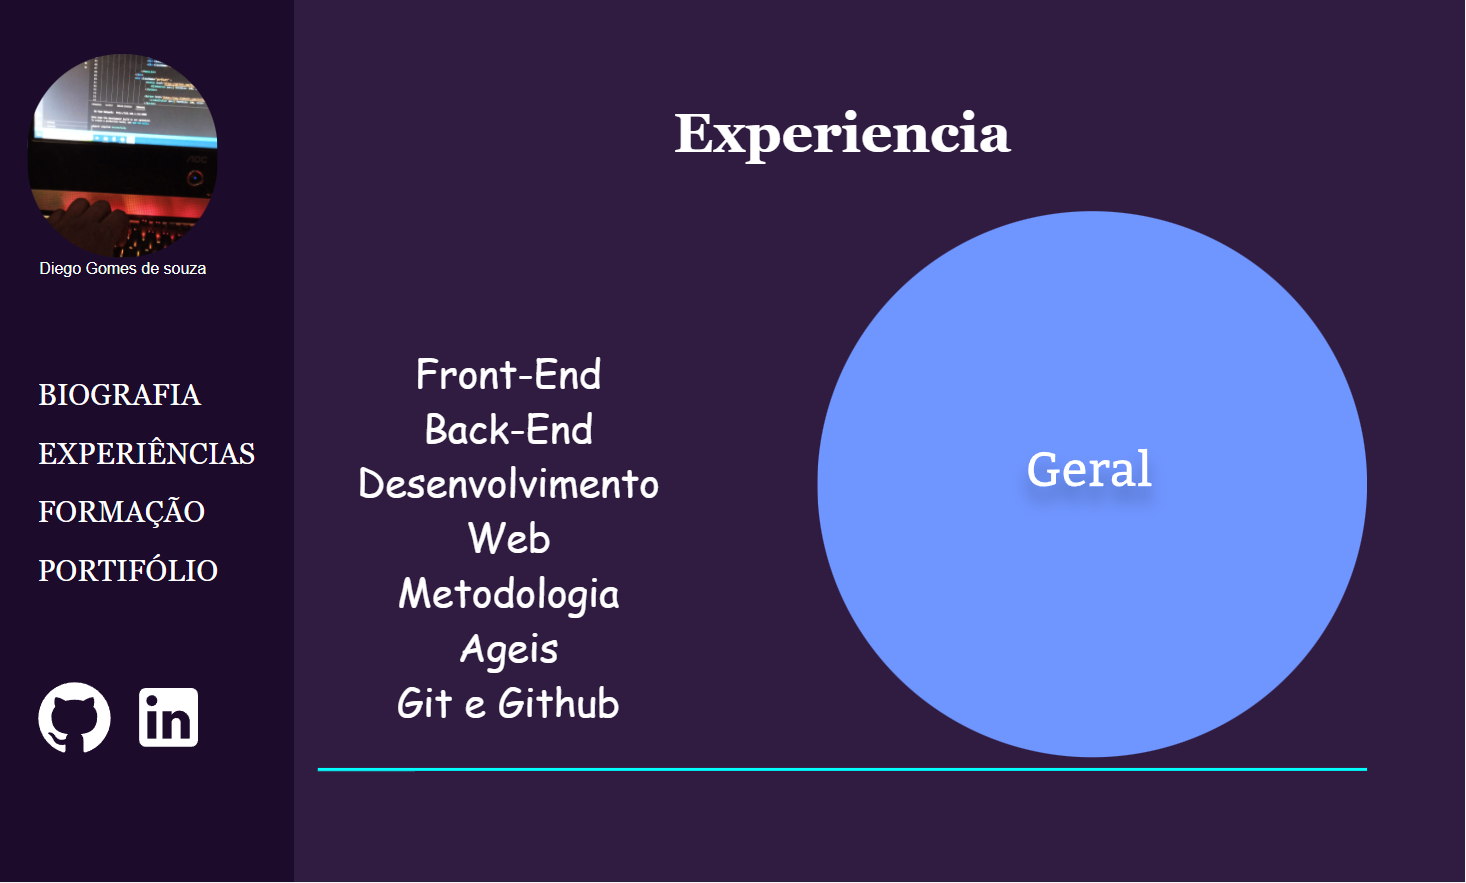 Diego Gomes de souza
BIOGRAFIA
EXPERIÊNCIAS
FORMAÇÃO
PORTIFÓLIO
in
Experiencia
Front-End
Back-End
Desenvolvimento
Web
Metodologia
Ageis
Git e Github
Geral